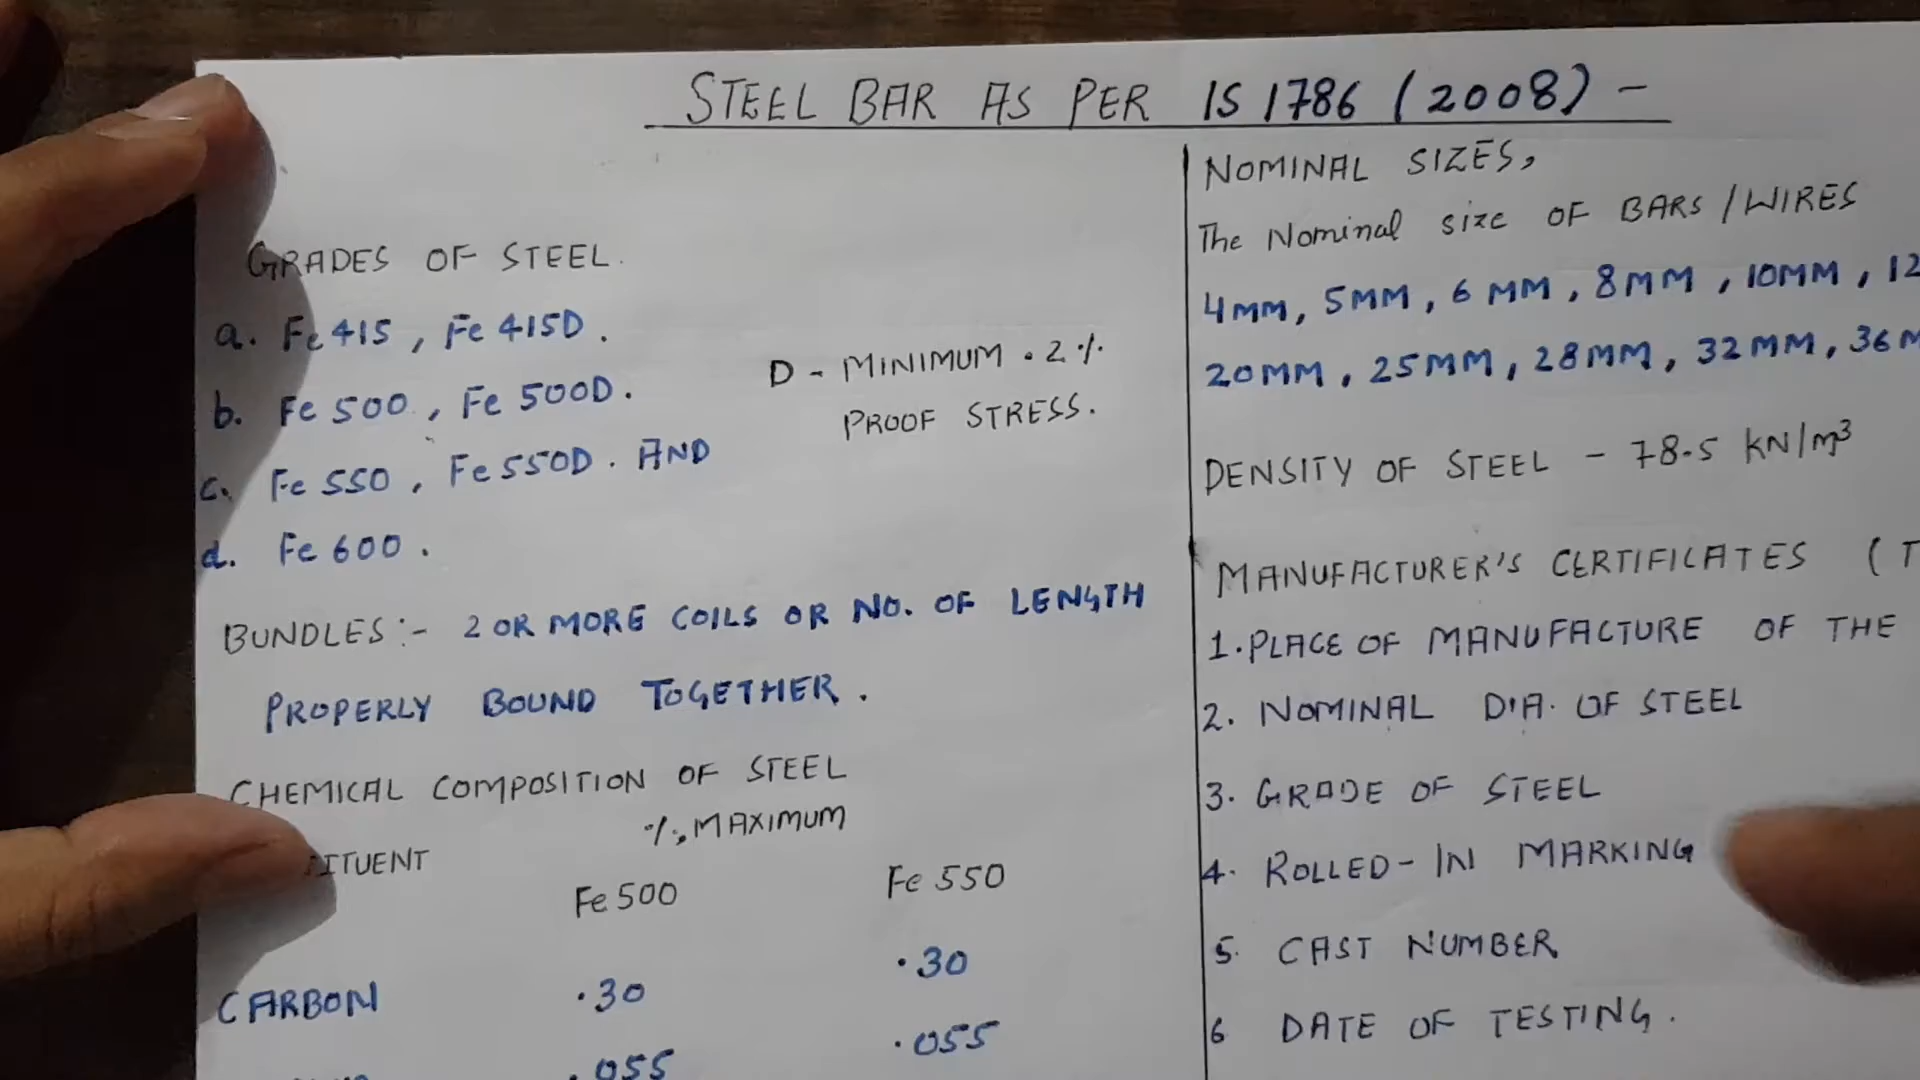 STEEL BAR AS PER IS 1786 (2008) -
GRADES OF STEEL.
a. Fe 415, Fe 415D.
b. Fe 500, Fe 500D.
c. Fe 550, Fe 550D. AND
d. Fe 600.
D - MINIMUM .2%
PROOF STRESS.
BUNDLES:- 2 OR MORE COILS OR NO. OF LENGTH
PROPERLY BOUND TOGETHER.
CHEMICAL COMPOSITION OF STEEL
%, MAXIMUM
Fe 500 Fe 550
CARBON .30 .30
.055 .055
NOMINAL SIZES,
The Nominal size OF BARS/WIRES
4MM, 5MM, 6 MM, 8MM, 10MM, 12
20MM, 25MM, 28MM, 32MM, 36M
DENSITY OF STEEL - 78.5 KN/m³
MANUFACTURER'S CERTIFICATES (T
1. PLACE OF MANUFACTURE OF THE
2. NOMINAL DIA. OF STEEL
3. GRADE OF STEEL
4. ROLLED-IN MARKING
5. CAST NUMBER
6 DATE OF TESTING.